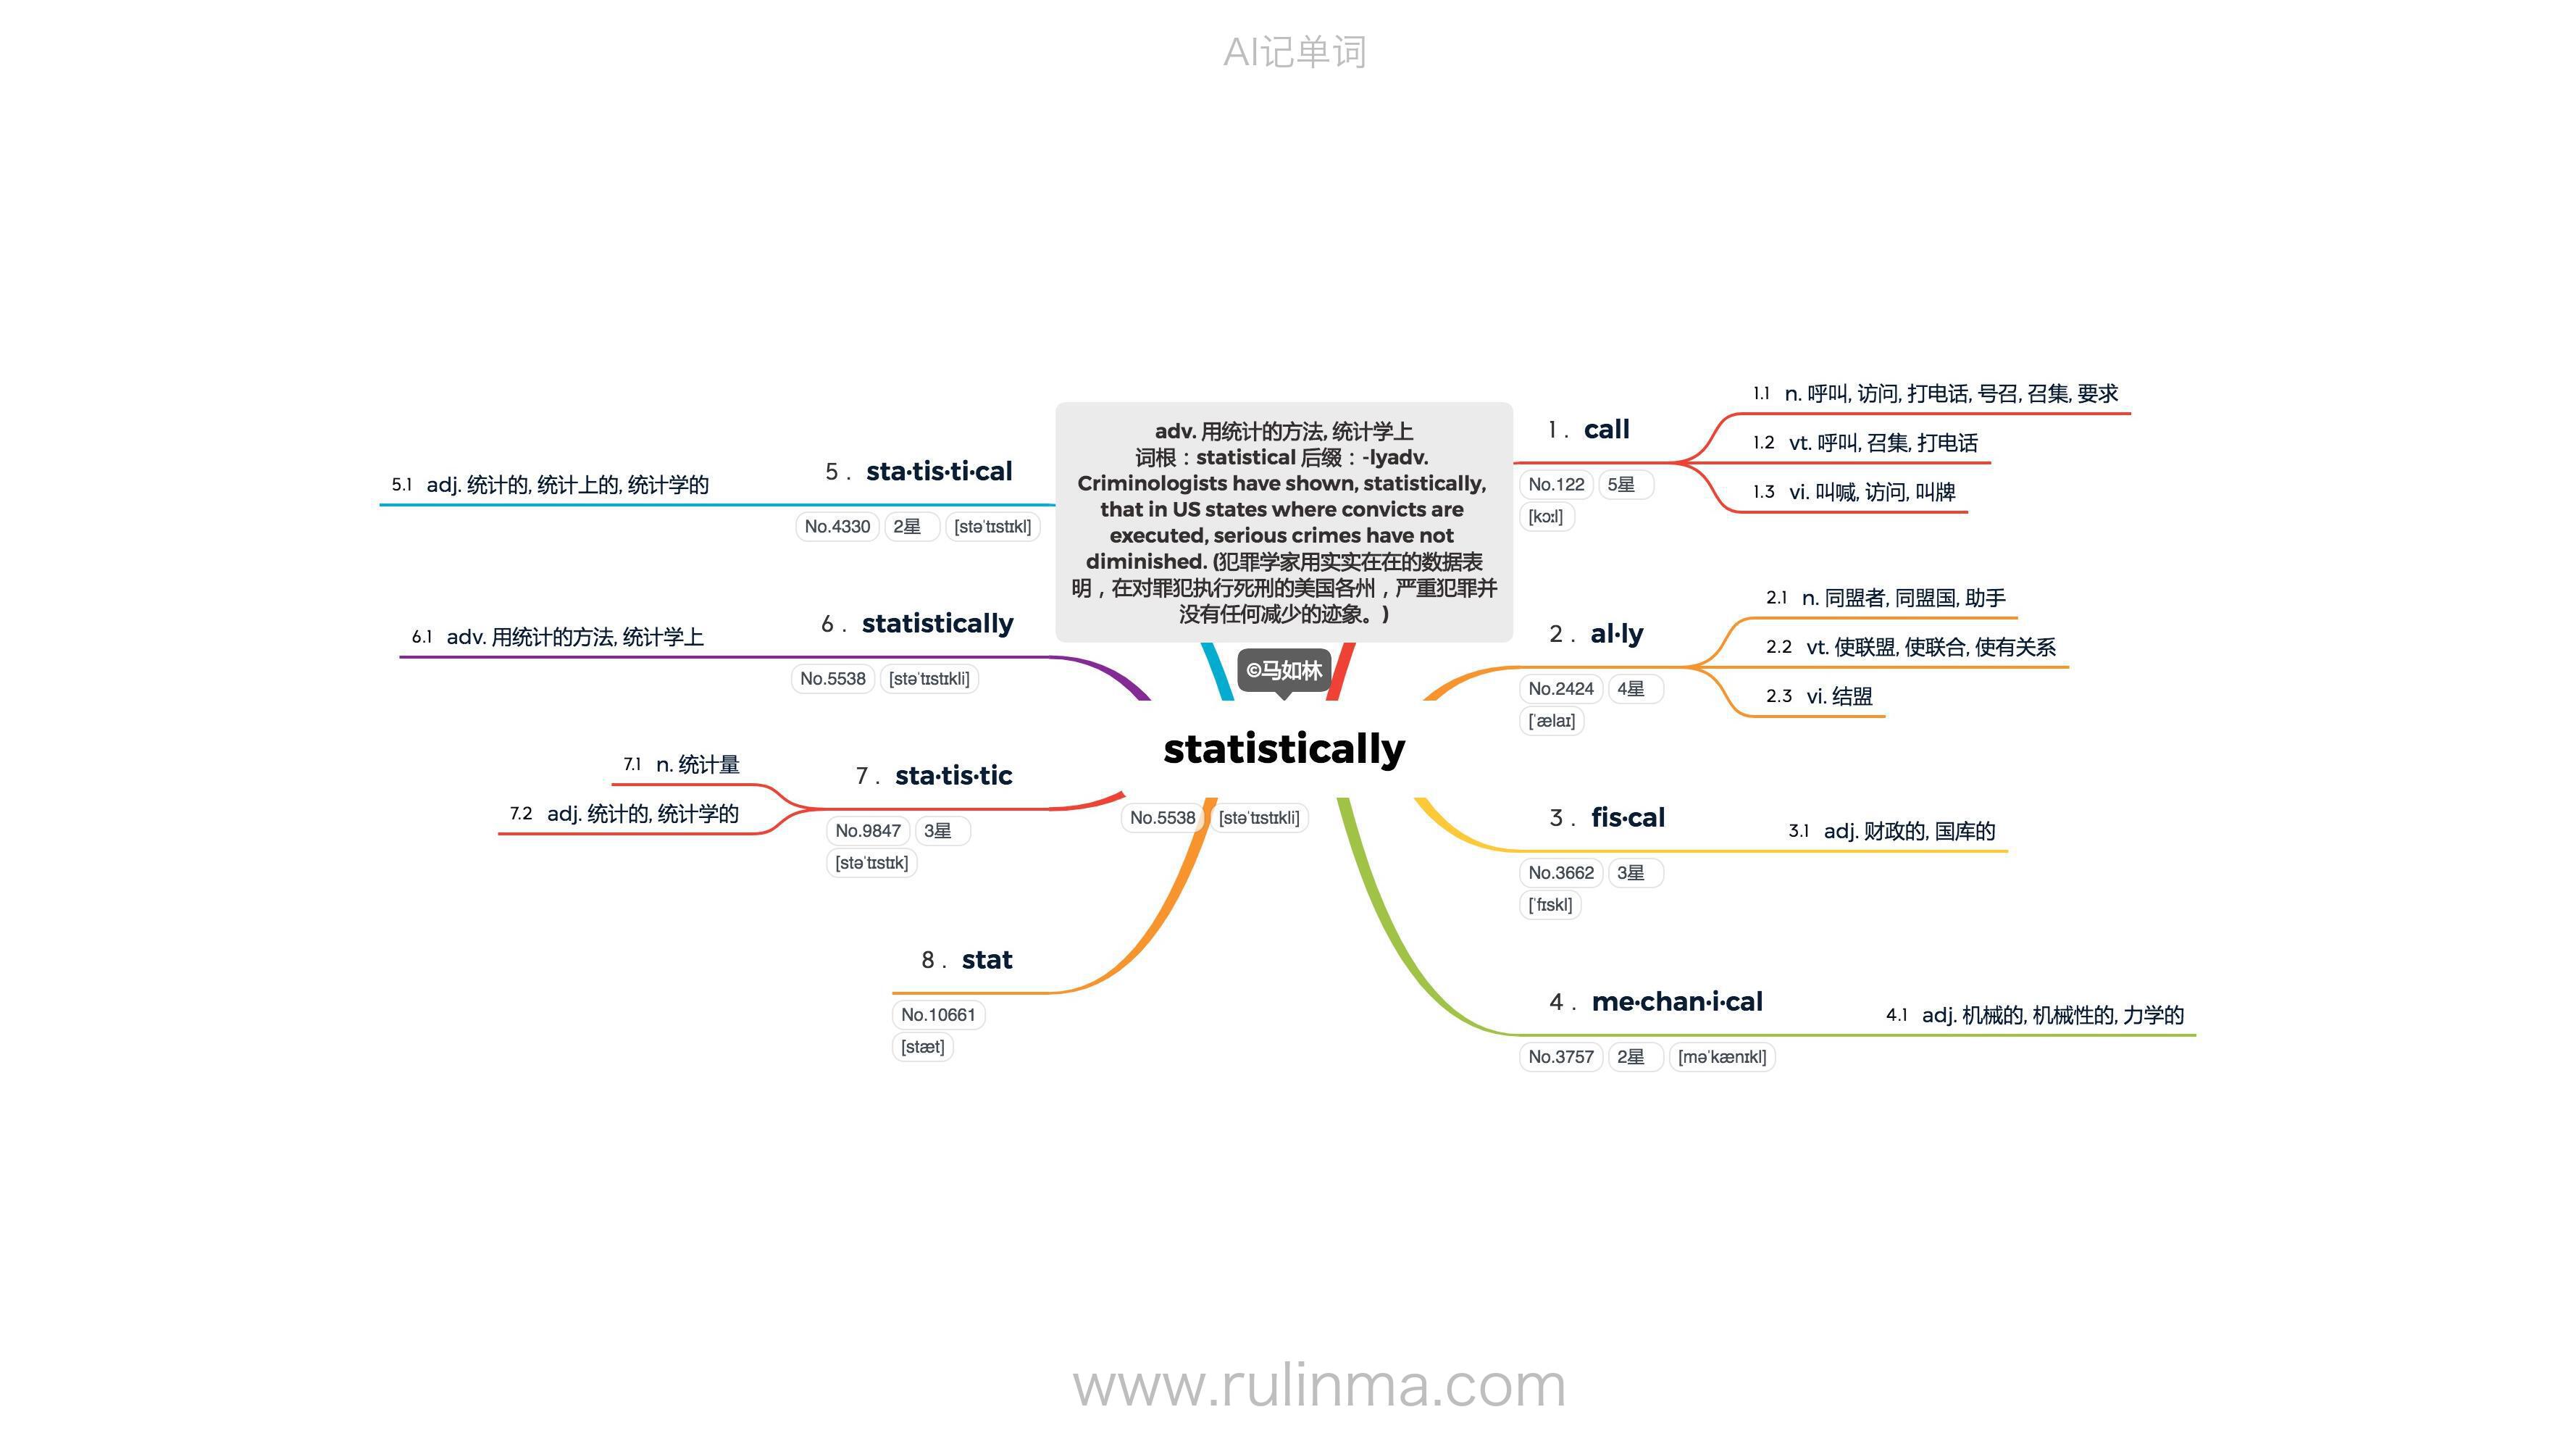 AI记单词
adv. 用统计的方法, 统计学上
词根：statistical 后缀：-lyadv.
Criminologists have shown, statistically,
that in US states where convicts are
executed, serious crimes have not
diminished. (犯罪学家用实实在在的数据表
明，在对罪犯执行死刑的美国各州，严重犯罪并
没有任何减少的迹象。)
©马如林
statistically
No.5538 [stəˈtɪstɪkli]
1 . call
No.122 5星
[kɔːl]
1.1 n. 呼叫, 访问, 打电话, 号召, 召集, 要求
1.2 vt. 呼叫, 召集, 打电话
1.3 vi. 叫喊, 访问, 叫牌
2 . al·ly
No.2424 4星
[ˈælaɪ]
2.1 n. 同盟者, 同盟国, 助手
2.2 vt. 使联盟, 使联合, 使有关系
2.3 vi. 结盟
3 . fis·cal
No.3662 3星
[ˈfɪskl]
3.1 adj. 财政的, 国库的
4 . me·chan·i·cal
No.3757 2星 [məˈkænɪkl]
4.1 adj. 机械的, 机械性的, 力学的
5 . sta·tis·ti·cal
No.4330 2星 [stəˈtɪstɪkl]
5.1 adj. 统计的, 统计上的, 统计学的
6 . statistically
No.5538 [stəˈtɪstɪkli]
6.1 adv. 用统计的方法, 统计学上
7 . sta·tis·tic
No.9847 3星
[stəˈtɪstɪk]
7.1 n. 统计量
7.2 adj. 统计的, 统计学的
8 . stat
No.10661
[stæt]
www.rulinma.com